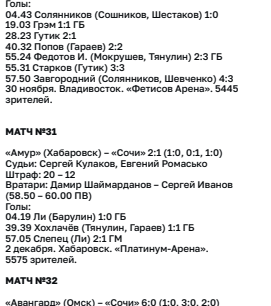 Голы:
04.43 Солянников (Сошников, Шестаков) 1:0
19.03 Грэм 1:1 ГБ
28.23 Гутик 2:1
40.32 Попов (Гараев) 2:2
55.24 Федотов И. (Мокрушев, Тянулин) 2:3 ГБ
55.31 Старков (Гутик) 3:3
57.50 Завгородний (Солянников, Шевченко) 4:3
30 ноября. Владивосток. «Фетисов Арена». 5445
зрителей.
МАТЧ №31
«Амур» (Хабаровск) – «Сочи» 2:1 (1:0, 0:1, 1:0)
Судьи: Сергей Кулаков, Евгений Ромасько
Штраф: 20 – 12
Вратари: Дамир Шаймарданов – Сергей Иванов
(58.50 – 60.00 ПВ)
Голы:
04.19 Ли (Барулин) 1:0 ГБ
39.39 Хохлачёв (Тянулин, Гараев) 1:1 ГБ
57.05 Слепец (Ли) 2:1 ГМ
2 декабря. Хабаровск. «Платинум-Арена».
5575 зрителей.
МАТЧ №32
«Авангард» (Омск) – «Сочи» 6:0 (1:0, 3:0, 2:0)